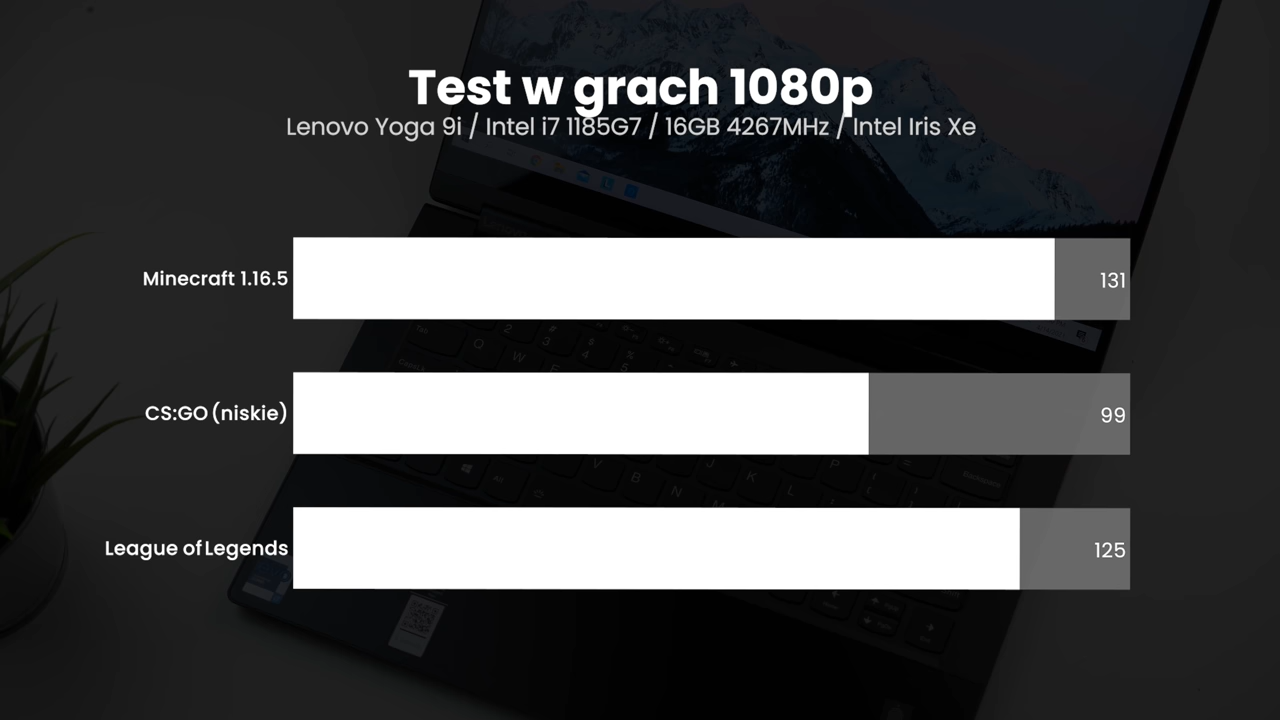 Test w grach 1080p
Lenovo Yoga 9i / Intel i7 1185G7 / 16GB 4267MHz / Intel Iris Xe
Minecraft 1.16.5 131
CS:GO (niskie) 99
League of Legends 125